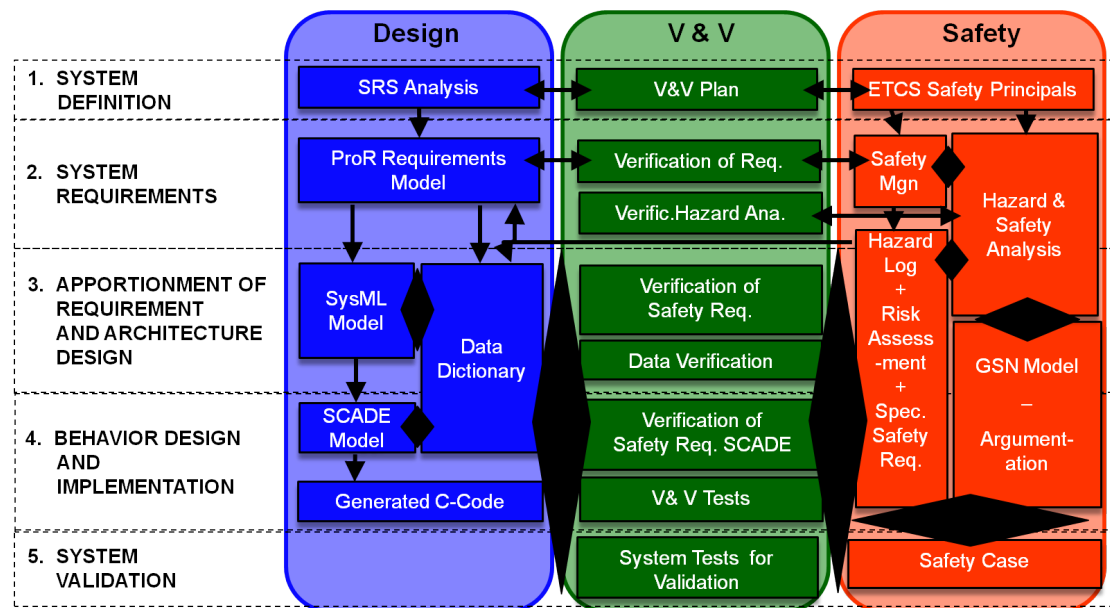 Design
V & V
Safety
1. SYSTEM
DEFINITION
SRS Analysis
V&V Plan
ETCS Safety Principals
2. SYSTEM
REQUIREMENTS
ProR Requirements
Model
Verification of Req.
Verific.Hazard Ana.
Safety
Mgn
Hazard &
Safety
Analysis
3. APPORTIONMENT OF
REQUIREMENT
AND ARCHITECTURE
DESIGN
SysML
Model
Data
Dictionary
Verification of
Safety Req.
Data Verification
Hazard
Log
+
Risk
Assess
-ment
+
Spec.
Safety
Req.
GSN Model
–
Argument-
ation
4. BEHAVIOR DESIGN
AND
IMPLEMENTATION
SCADE
Model
Generated C-Code
Verification of
Safety Req. SCADE
V& V Tests
5. SYSTEM
VALIDATION
System Tests for
Validation
Safety Case